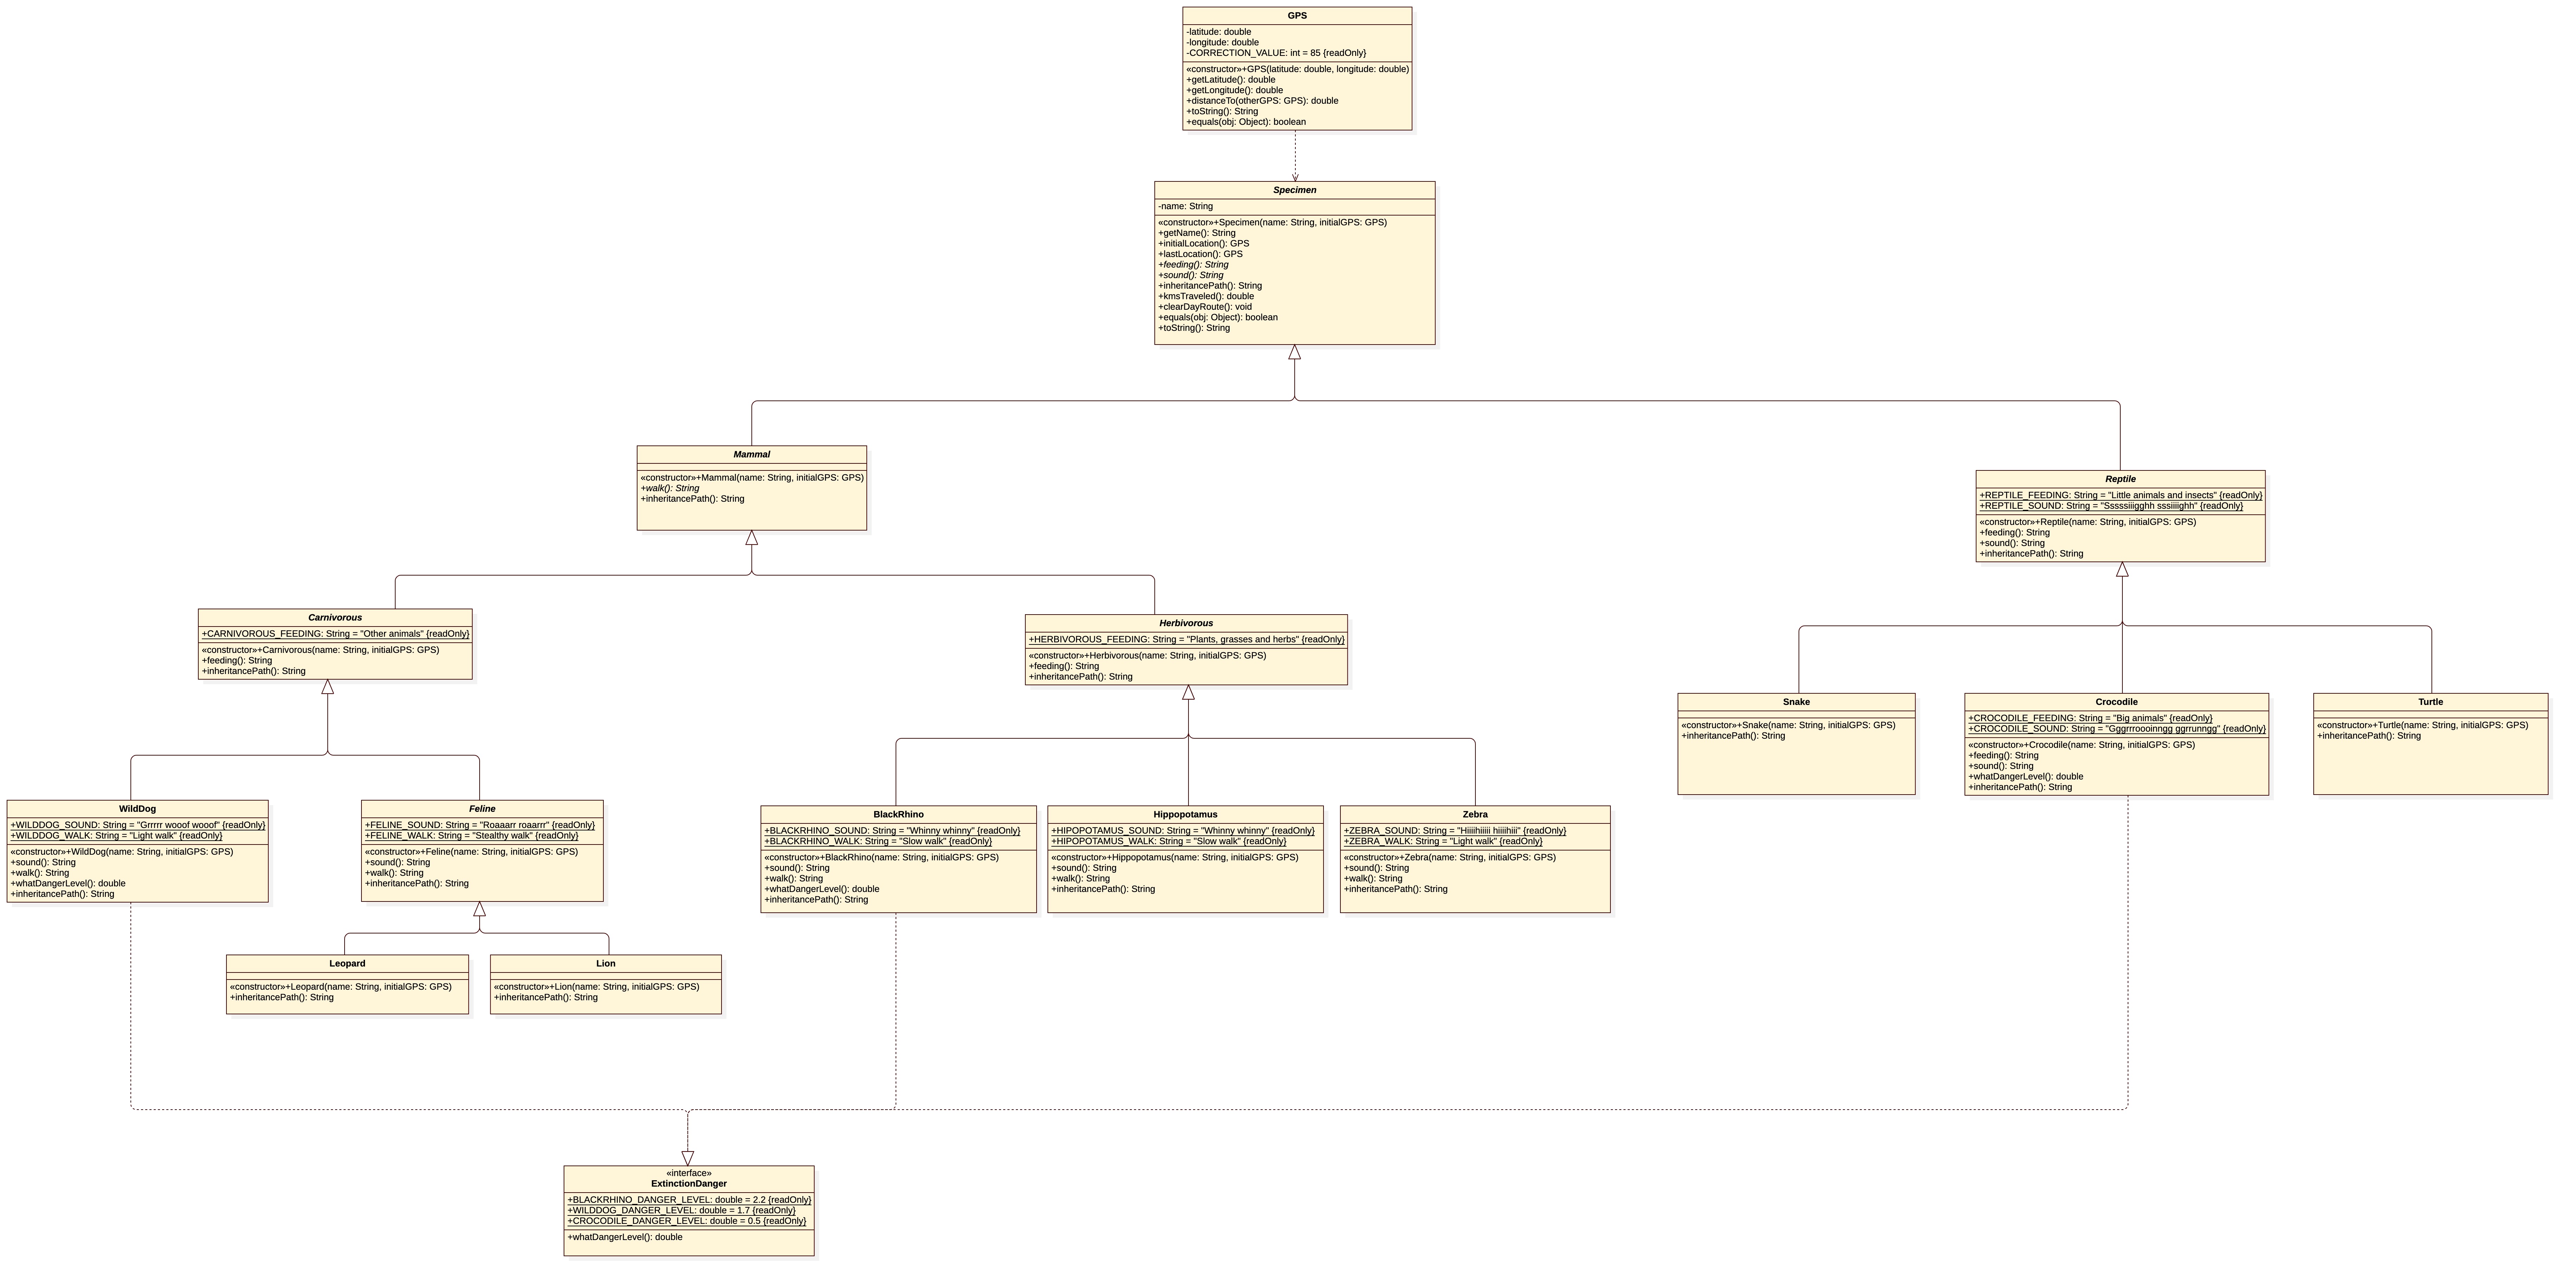 GPS
-latitude: double
-longitude: double
-CORRECTION_VALUE: int = 85 {readOnly}
«constructor»+GPS(latitude: double, longitude: double)
+getLatitude(): double
+getLongitude(): double
+distanceTo(otherGPS: GPS): double
+toString(): String
+equals(obj: Object): boolean
Specimen
-name: String
«constructor»+Specimen(name: String, initialGPS: GPS)
+getName(): String
+initialLocation(): GPS
+lastLocation(): GPS
+feeding(): String
+sound(): String
+inheritancePath(): String
+kmsTraveled(): double
+clearDayRoute(): void
+equals(obj: Object): boolean
+toString(): String
Mammal
«constructor»+Mammal(name: String, initialGPS: GPS)
+walk(): String
+inheritancePath(): String
Reptile
+REPTILE_FEEDING: String = "Little animals and insects" {readOnly}
+REPTILE_SOUND: String = "Sssssiiigghh sssiiiighh" {readOnly}
«constructor»+Reptile(name: String, initialGPS: GPS)
+feeding(): String
+sound(): String
+inheritancePath(): String
Carnivorous
+CARNIVOROUS_FEEDING: String = "Other animals" {readOnly}
«constructor»+Carnivorous(name: String, initialGPS: GPS)
+feeding(): String
+inheritancePath(): String
Herbivorous
+HERBIVOROUS_FEEDING: String = "Plants, grasses and herbs" {readOnly}
«constructor»+Herbivorous(name: String, initialGPS: GPS)
+feeding(): String
+inheritancePath(): String
Snake
«constructor»+Snake(name: String, initialGPS: GPS)
+inheritancePath(): String
Crocodile
+CROCODILE_FEEDING: String = "Big animals" {readOnly}
+CROCODILE_SOUND: String = "Gggrrroooinngg ggrrunngg" {readOnly}
«constructor»+Crocodile(name: String, initialGPS: GPS)
+feeding(): String
+sound(): String
+whatDangerLevel(): double
+inheritancePath(): String
Turtle
«constructor»+Turtle(name: String, initialGPS: GPS)
+inheritancePath(): String
WildDog
+WILDDOG_SOUND: String = "Grrrrr wooof wooof" {readOnly}
+WILDDOG_WALK: String = "Light walk" {readOnly}
«constructor»+WildDog(name: String, initialGPS: GPS)
+sound(): String
+walk(): String
+whatDangerLevel(): double
+inheritancePath(): String
Feline
+FELINE_SOUND: String = "Roaaarr roaarrr" {readOnly}
+FELINE_WALK: String = "Stealthy walk" {readOnly}
«constructor»+Feline(name: String, initialGPS: GPS)
+sound(): String
+walk(): String
+inheritancePath(): String
BlackRhino
+BLACKRHINO_SOUND: String = "Whinny whinny" {readOnly}
+BLACKRHINO_WALK: String = "Slow walk" {readOnly}
«constructor»+BlackRhino(name: String, initialGPS: GPS)
+sound(): String
+walk(): String
+whatDangerLevel(): double
+inheritancePath(): String
Hippopotamus
+HIPOPOTAMUS_SOUND: String = "Whinny whinny" {readOnly}
+HIPOPOTAMUS_WALK: String = "Slow walk" {readOnly}
«constructor»+Hippopotamus(name: String, initialGPS: GPS)
+sound(): String
+walk(): String
+inheritancePath(): String
Zebra
+ZEBRA_SOUND: String = "Hiiiihiiiii hiiiihiii" {readOnly}
+ZEBRA_WALK: String = "Light walk" {readOnly}
«constructor»+Zebra(name: String, initialGPS: GPS)
+sound(): String
+walk(): String
+inheritancePath(): String
Leopard
«constructor»+Leopard(name: String, initialGPS: GPS)
+inheritancePath(): String
Lion
«constructor»+Lion(name: String, initialGPS: GPS)
+inheritancePath(): String
«interface»
ExtinctionDanger
+BLACKRHINO_DANGER_LEVEL: double = 2.2 {readOnly}
+WILDDOG_DANGER_LEVEL: double = 1.7 {readOnly}
+CROCODILE_DANGER_LEVEL: double = 0.5 {readOnly}
+whatDangerLevel(): double